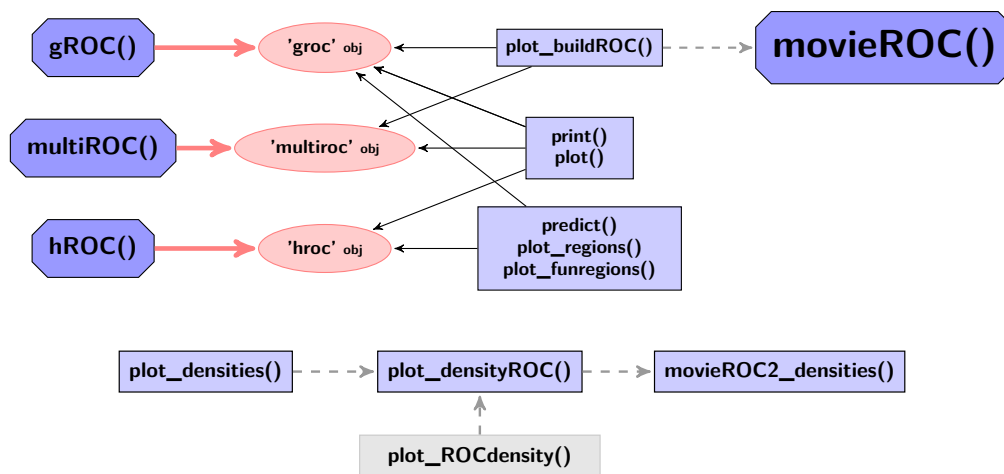 gROC()
'groc' obj
plot_buildROC()
movieROC()
multiROC()
'multiroc' obj
print()
plot()
hROC()
'hroc' obj
predict()
plot_regions()
plot_funregions()
plot_densities()
plot_densityROC()
movieROC2_densities()
plot_ROCdensity()